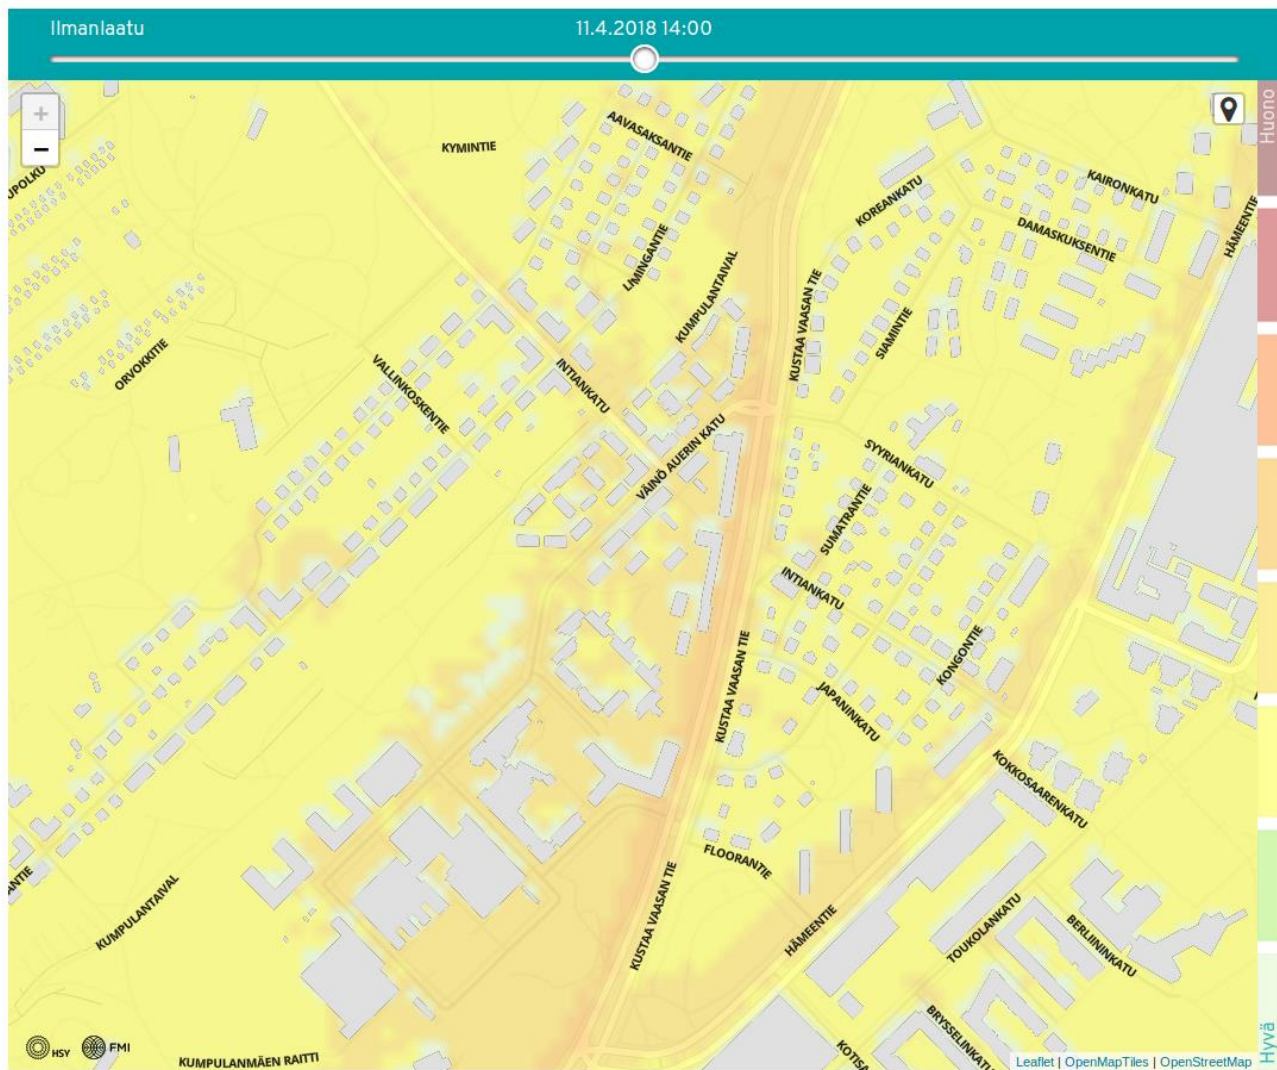 Ilmanlaatu
11.4.2018 14:00
Huono
+
−
AAVASAKSANTIE
KYMINTIE
KAIRONKATU
UPOLKU
KOREANKATU
HÄMEENTIE
DAMASKUKSENTIE
LIMINGANTIE
KUMPULANTAIVAL
KUSTAA VAASAN TIE
SIAMINTIE
ORVOKKITIE
VALLINKOSKENTIE
INTIANKATU
VÄINÖ AUERIN KATU
SYYRIANKATU
SUMATRANTIE
INTIANKATU
KONGONTIE
KUSTAA VAASAN TIE
JAPANINKATU
KOKKOSAARENKATU
FLOORANTIE
ANTIE
KUMPULANTAIVAL
KUSTAA VAASAN TIE
HÄMEENTIE
TOUKOLANKATU
BERLIININKATU
BRYSSELINKATU
KOTISA
HSY
FMI
KUMPULANMÄEN RAITTI
Leaflet | OpenMapTiles | OpenStreetMap
Hyvä